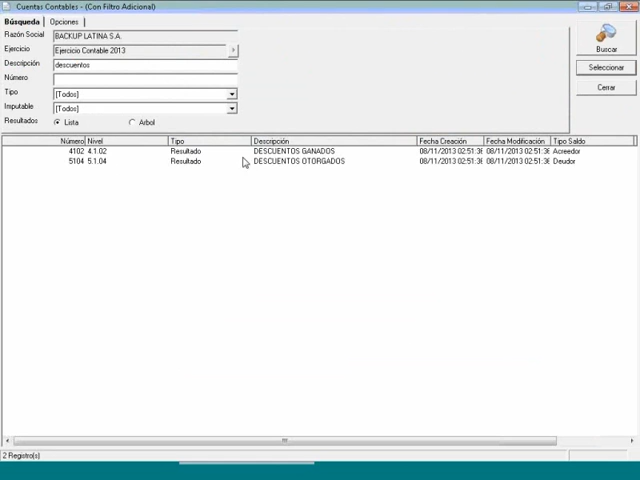 Cuentas Contables - (Con Filtro Adicional)
Búsqueda Opciones
Razón Social BACKUP LATINA S.A.
Ejercicio Ejercicio Contable 2013
Descripción descuentos
Número
Tipo [Todos]
Imputable [Todos]
Resultados Lista Arbol
Buscar
Seleccionar
Cerrar
Número Nivel Tipo Descripción Fecha Creación Fecha Modificación Tipo Saldo
4102 4.1.02 Resultado DESCUENTOS GANADOS 08/11/2013 02:51:36 08/11/2013 02:51:36 Acreedor
5104 5.1.04 Resultado DESCUENTOS OTORGADOS 08/11/2013 02:51:36 08/11/2013 02:51:36 Deudor
2 Registro(s)